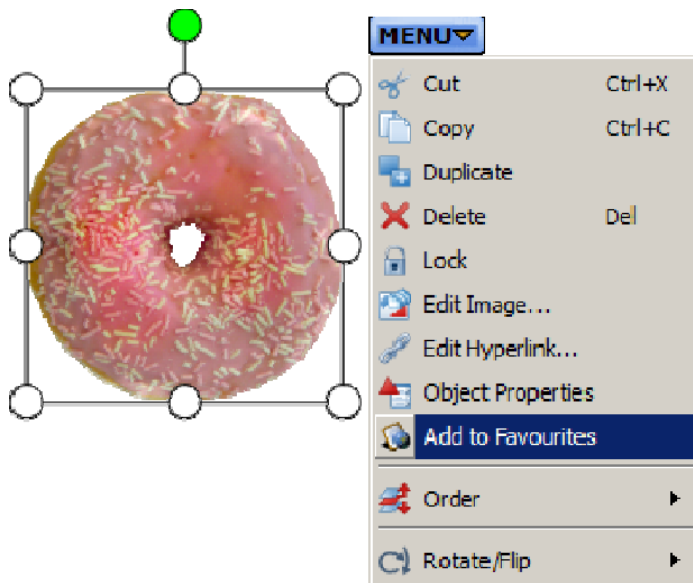 MENU
Cut Ctrl+X
Copy Ctrl+C
Duplicate
Delete Del
Lock
Edit Image...
Edit Hyperlink...
Object Properties
Add to Favourites
Order
Rotate/Flip